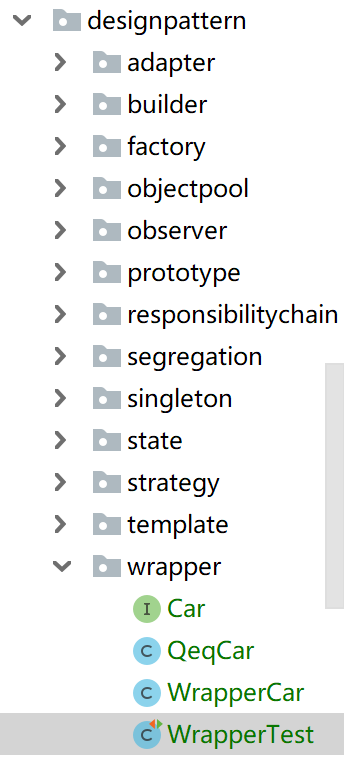 designpattern
adapter
builder
factory
objectpool
observer
prototype
responsibilitychain
segregation
singleton
state
strategy
template
wrapper
I Car
C QeqCar
C WrapperCar
C WrapperTest